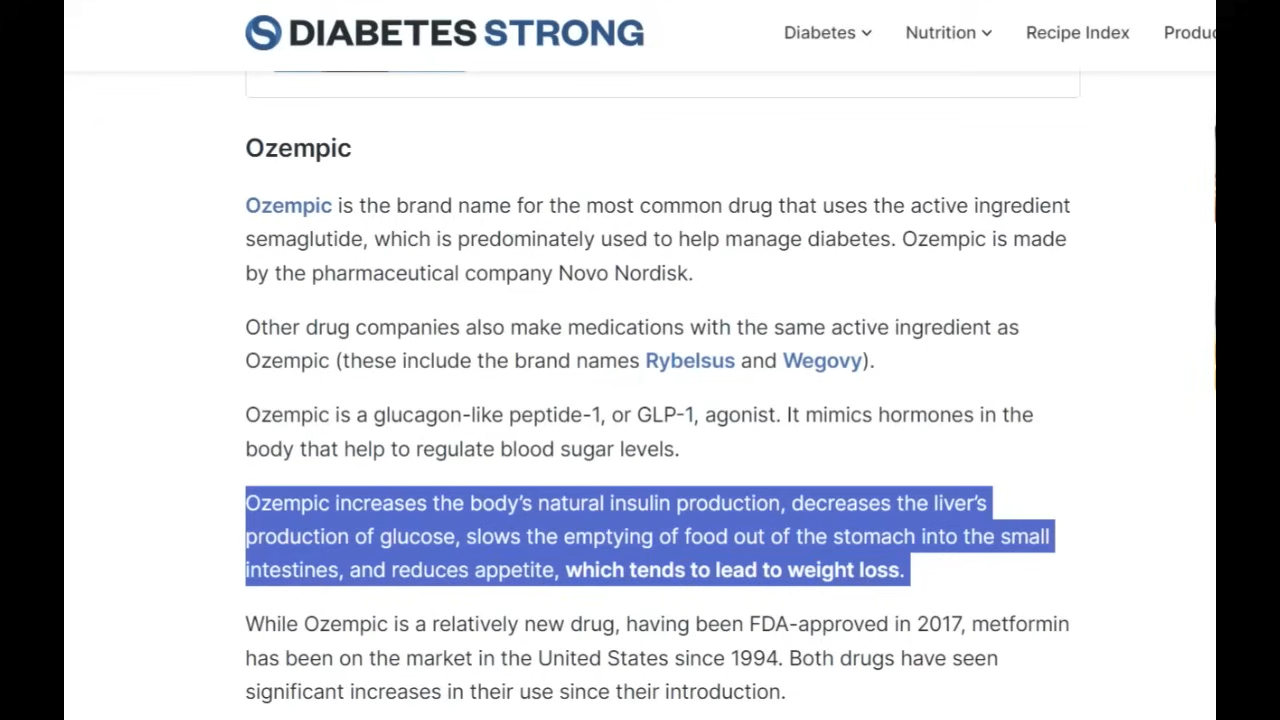 DIABETES STRONG
Diabetes
Nutrition
Recipe Index
Produc
Ozempic
Ozempic is the brand name for the most common drug that uses the active ingredient
semaglutide, which is predominately used to help manage diabetes. Ozempic is made
by the pharmaceutical company Novo Nordisk.
Other drug companies also make medications with the same active ingredient as
Ozempic (these include the brand names Rybelsus and Wegovy).
Ozempic is a glucagon-like peptide-1, or GLP-1, agonist. It mimics hormones in the
body that help to regulate blood sugar levels.
Ozempic increases the body’s natural insulin production, decreases the liver’s
production of glucose, slows the emptying of food out of the stomach into the small
intestines, and reduces appetite, which tends to lead to weight loss.
While Ozempic is a relatively new drug, having been FDA-approved in 2017, metformin
has been on the market in the United States since 1994. Both drugs have seen
significant increases in their use since their introduction.